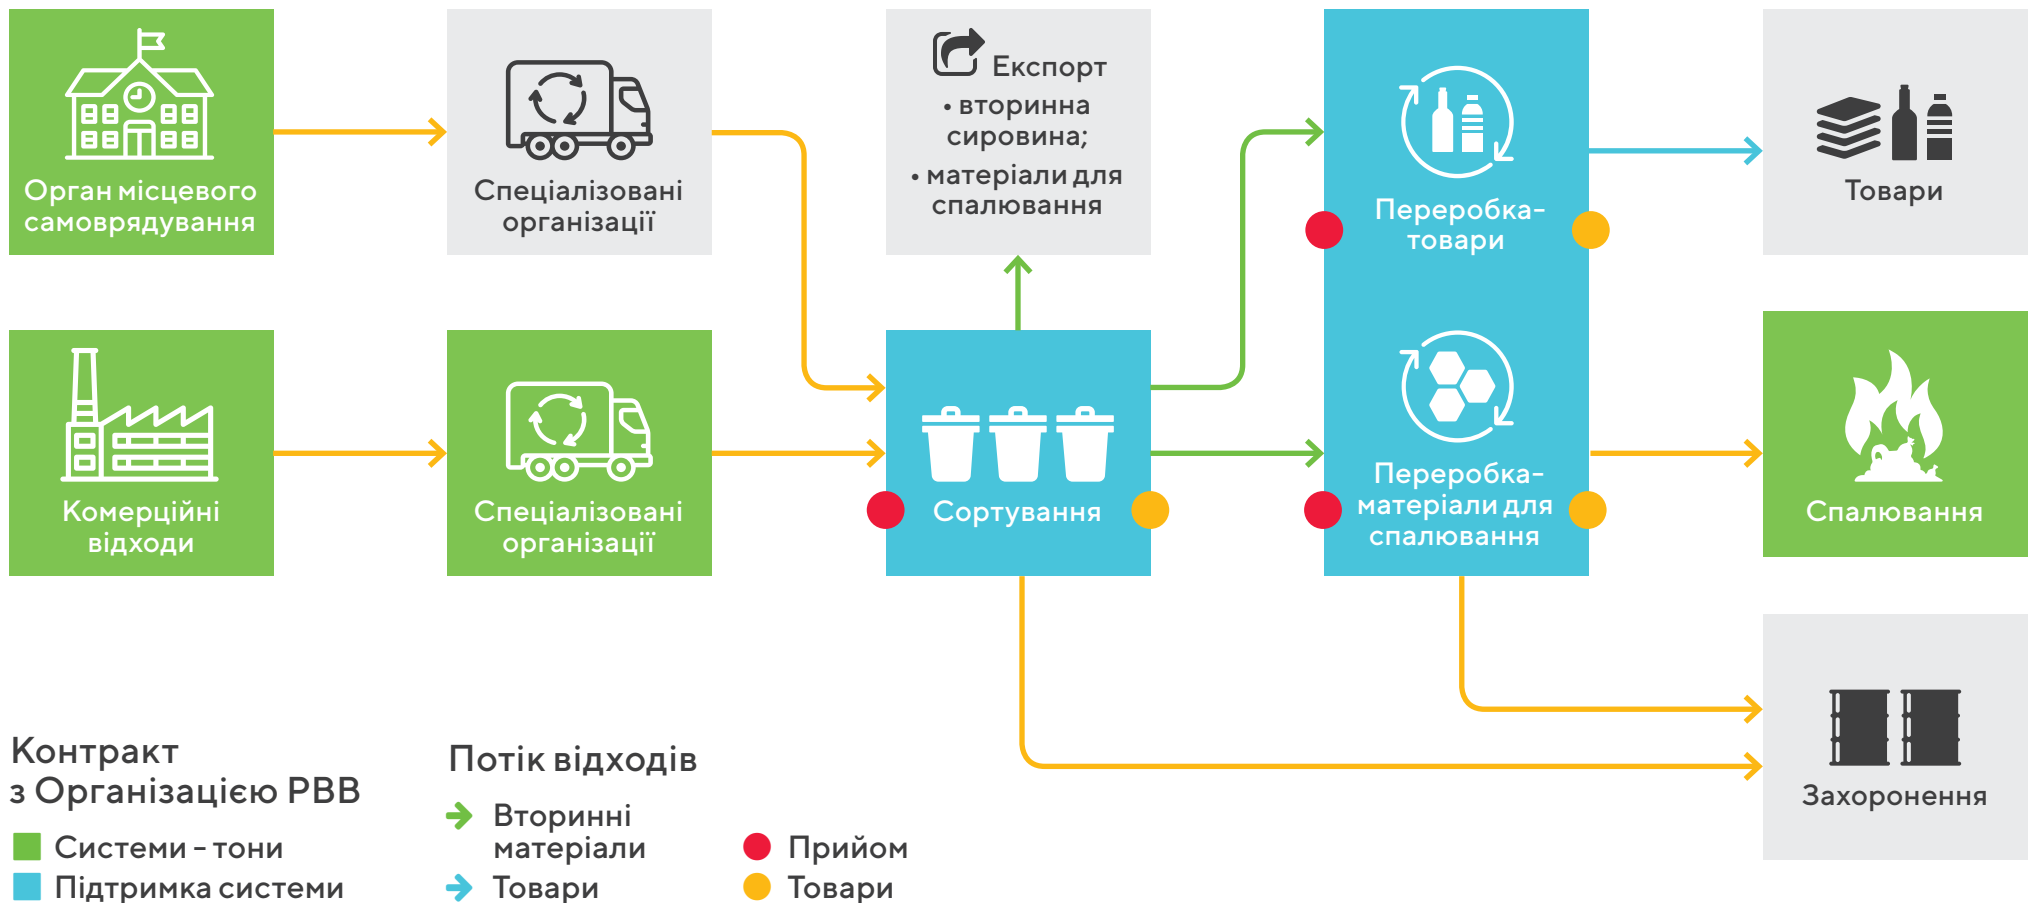 Орган місцевого
самоврядування
Спеціалізовані
організації
Експорт
• вторинна
сировина;
• матеріали для
спалювання
Переробка-
товари
Товари
Комерційні
відходи
Спеціалізовані
організації
Сортування
Переробка-
матеріали для
спалювання
Спалювання
Захоронення
Контракт
з Організацією РВВ
Системи - тони
Підтримка системи
Потік відходів
Вторинні
матеріали
Товари
Прийом
Товари